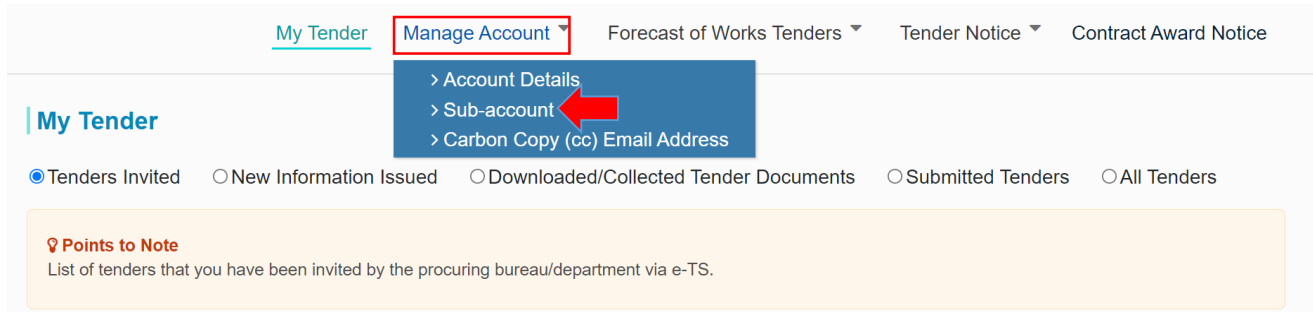 My Tender Manage Account Forecast of Works Tenders Tender Notice Contract Award Notice
> Account Details
> Sub-account
> Carbon Copy (cc) Email Address
My Tender
Tenders Invited New Information Issued Downloaded/Collected Tender Documents Submitted Tenders All Tenders
Points to Note
List of tenders that you have been invited by the procuring bureau/department via e-TS.